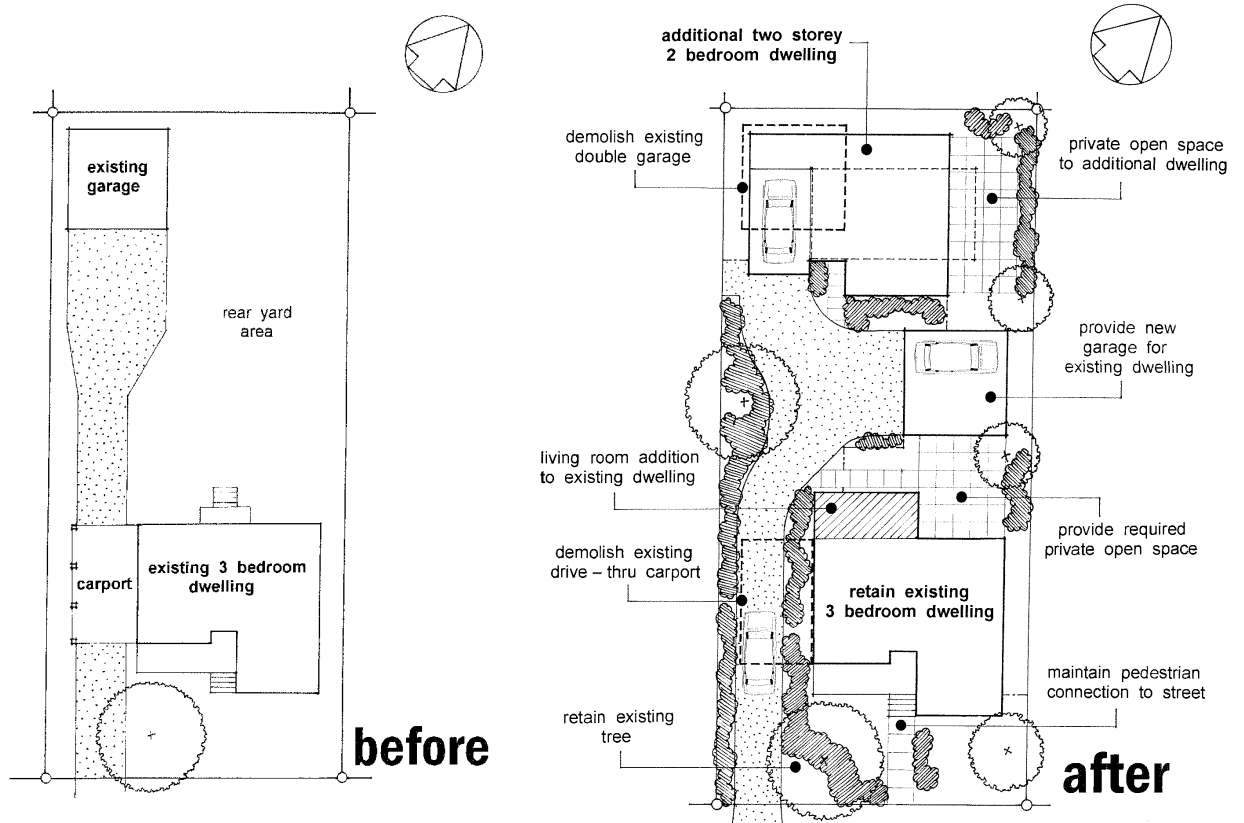 existing
garage
rear yard
area
carport
existing 3 bedroom
dwelling
before
additional two storey
2 bedroom dwelling
demolish existing
double garage
private open space
to additional dwelling
provide new
garage for
existing dwelling
living room addition
to existing dwelling
provide required
private open space
demolish existing
drive – thru carport
retain existing
3 bedroom dwelling
maintain pedestrian
connection to street
retain existing
tree
after